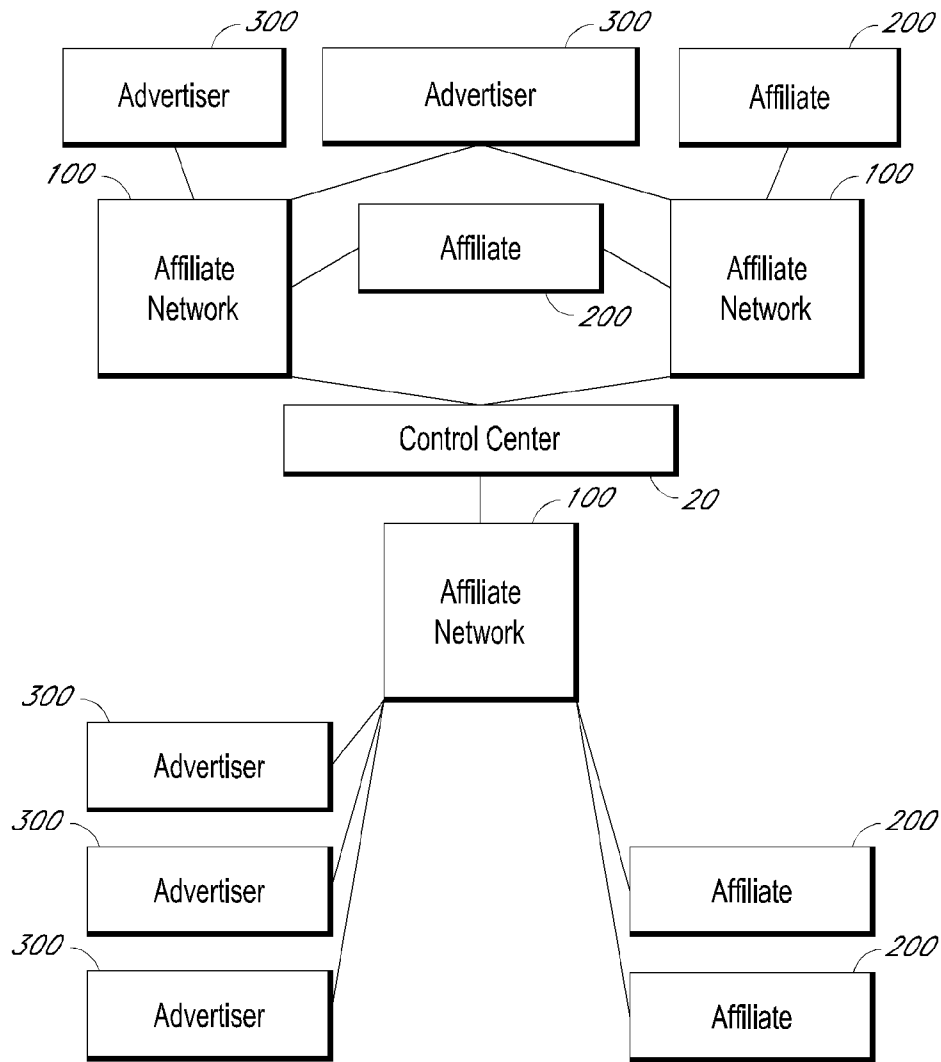 300
300
200
Advertiser
Advertiser
Affiliate
100
100
Affiliate
Network
Affiliate
Affiliate
Network
200
Control Center
100
20
Affiliate
Network
300
Advertiser
300
200
Advertiser
Affiliate
300
200
Advertiser
Affiliate